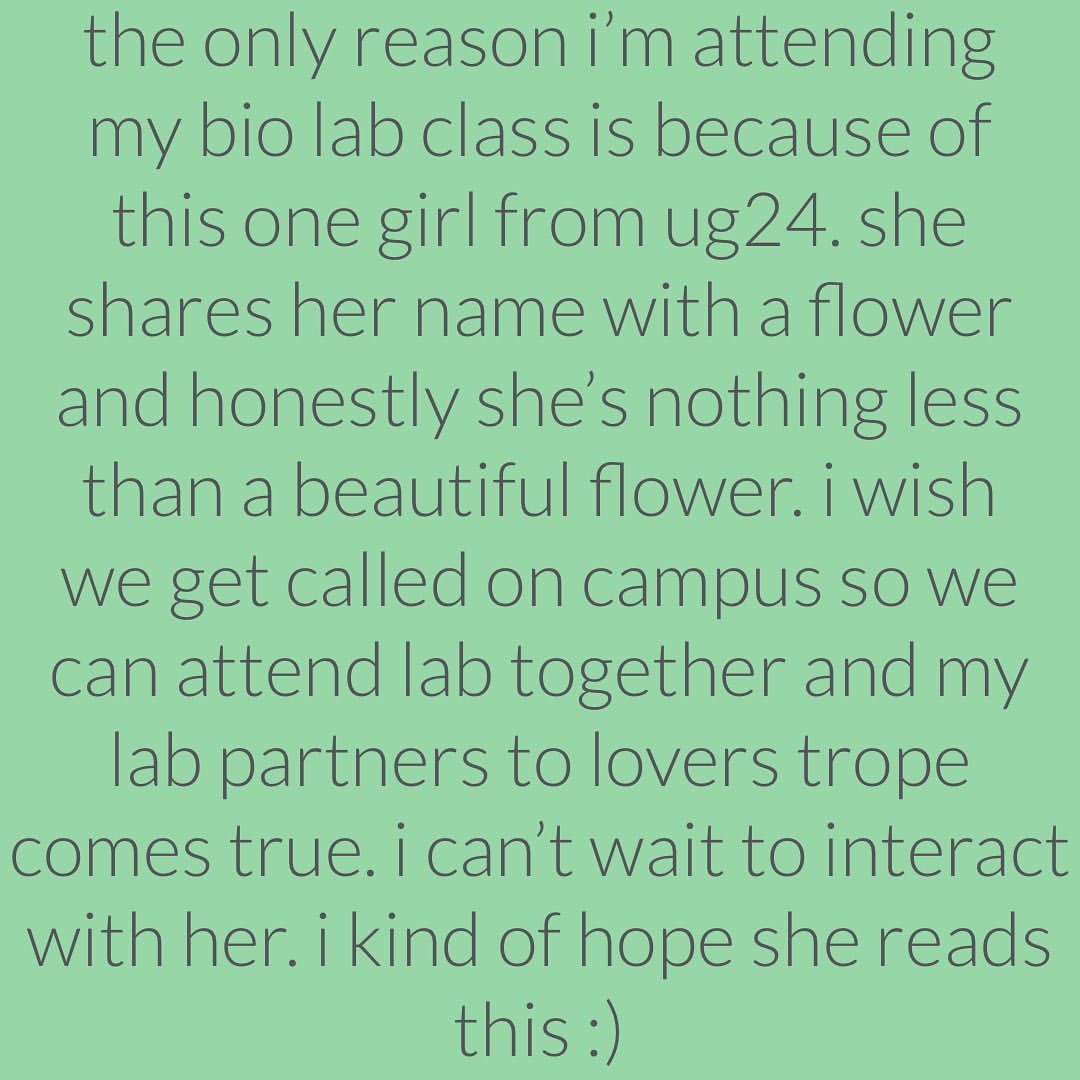 the only reason i’m attending
my bio lab class is because of
this one girl from ug24. she
shares her name with a flower
and honestly she’s nothing less
than a beautiful flower. i wish
we get called on campus so we
can attend lab together and my
lab partners to lovers trope
comes true. i can’t wait to interact
with her. i kind of hope she reads
this :)